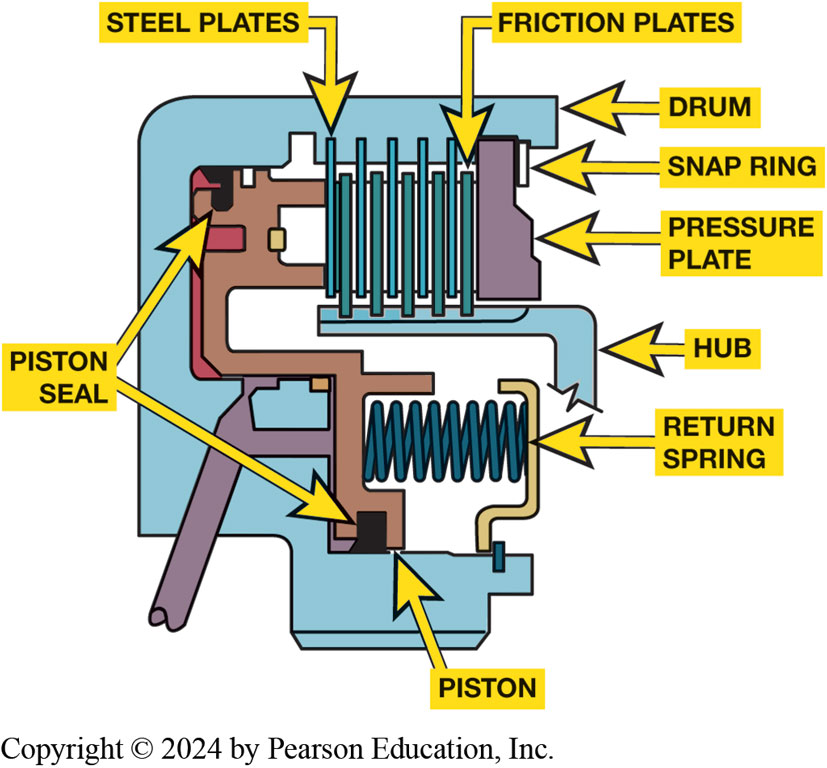 STEEL PLATES
FRICTION PLATES
DRUM
SNAP RING
PRESSURE
PLATE
HUB
PISTON
SEAL
RETURN
SPRING
PISTON
Copyright © 2024 by Pearson Education, Inc.